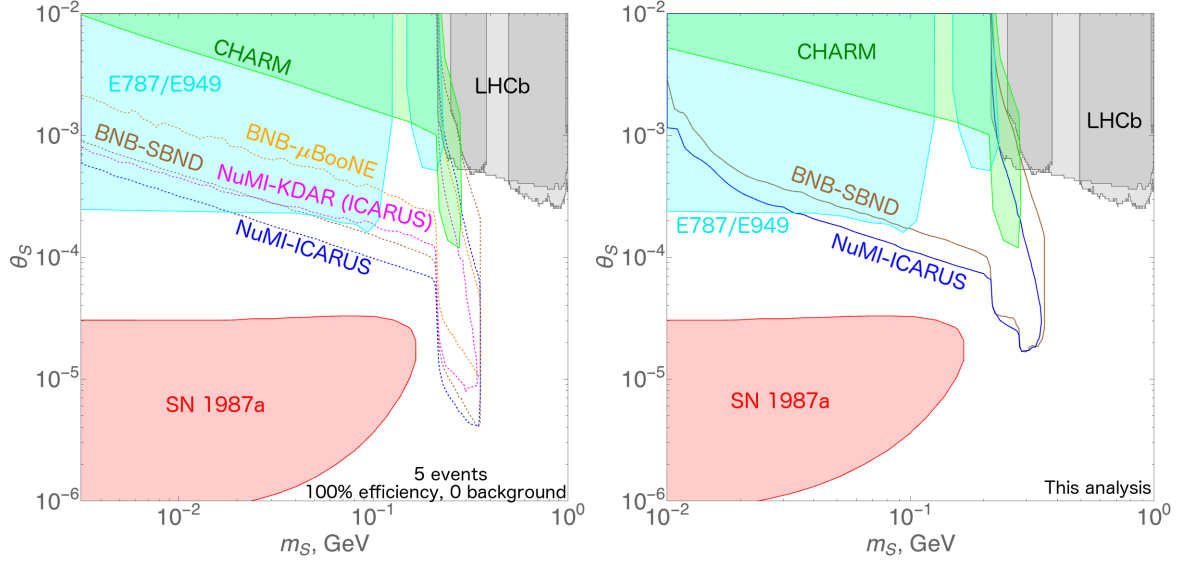 10⁻²
10⁻³
10⁻⁴
10⁻⁵
10⁻⁶
θS
CHARM
E787/E949
LHCb
BNB-μBooNE
BNB-SBND
NuMI-KDAR (ICARUS)
NuMI-ICARUS
SN 1987a
5 events
100% efficiency, 0 background
10⁻²
10⁻¹
10⁰
mS, GeV
10⁻²
10⁻³
10⁻⁴
10⁻⁵
10⁻⁶
θS
CHARM
LHCb
BNB-SBND
E787/E949
NuMI-ICARUS
SN 1987a
This analysis
10⁻²
10⁻¹
10⁰
mS, GeV